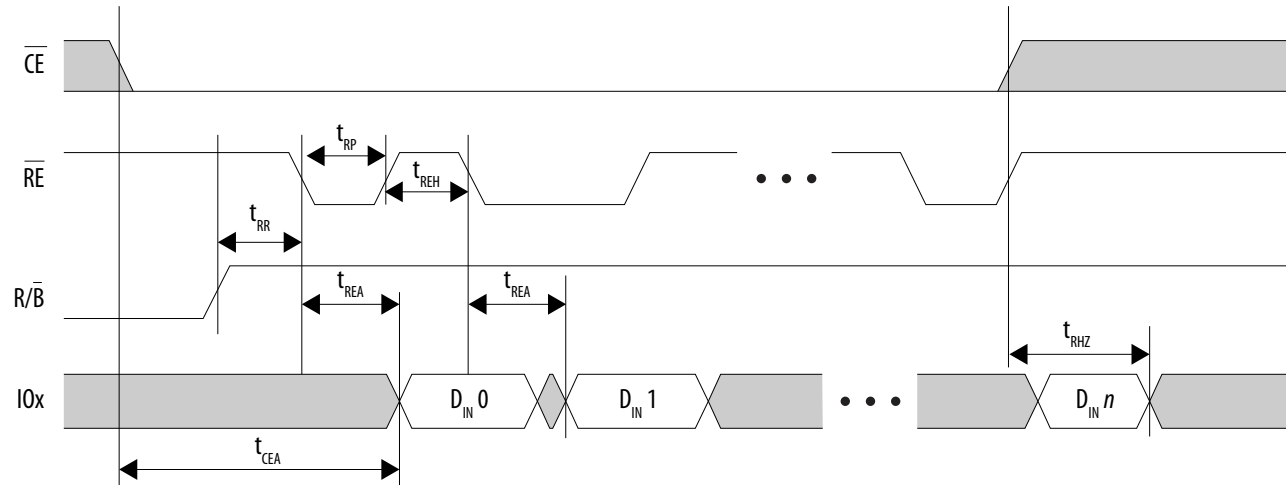 CE
tRP
RE
tREH
• • •
tRR
R/B
tREA
tREA
tRHZ
IOx
DIN 0
DIN 1
• • •
DIN n
tCEA